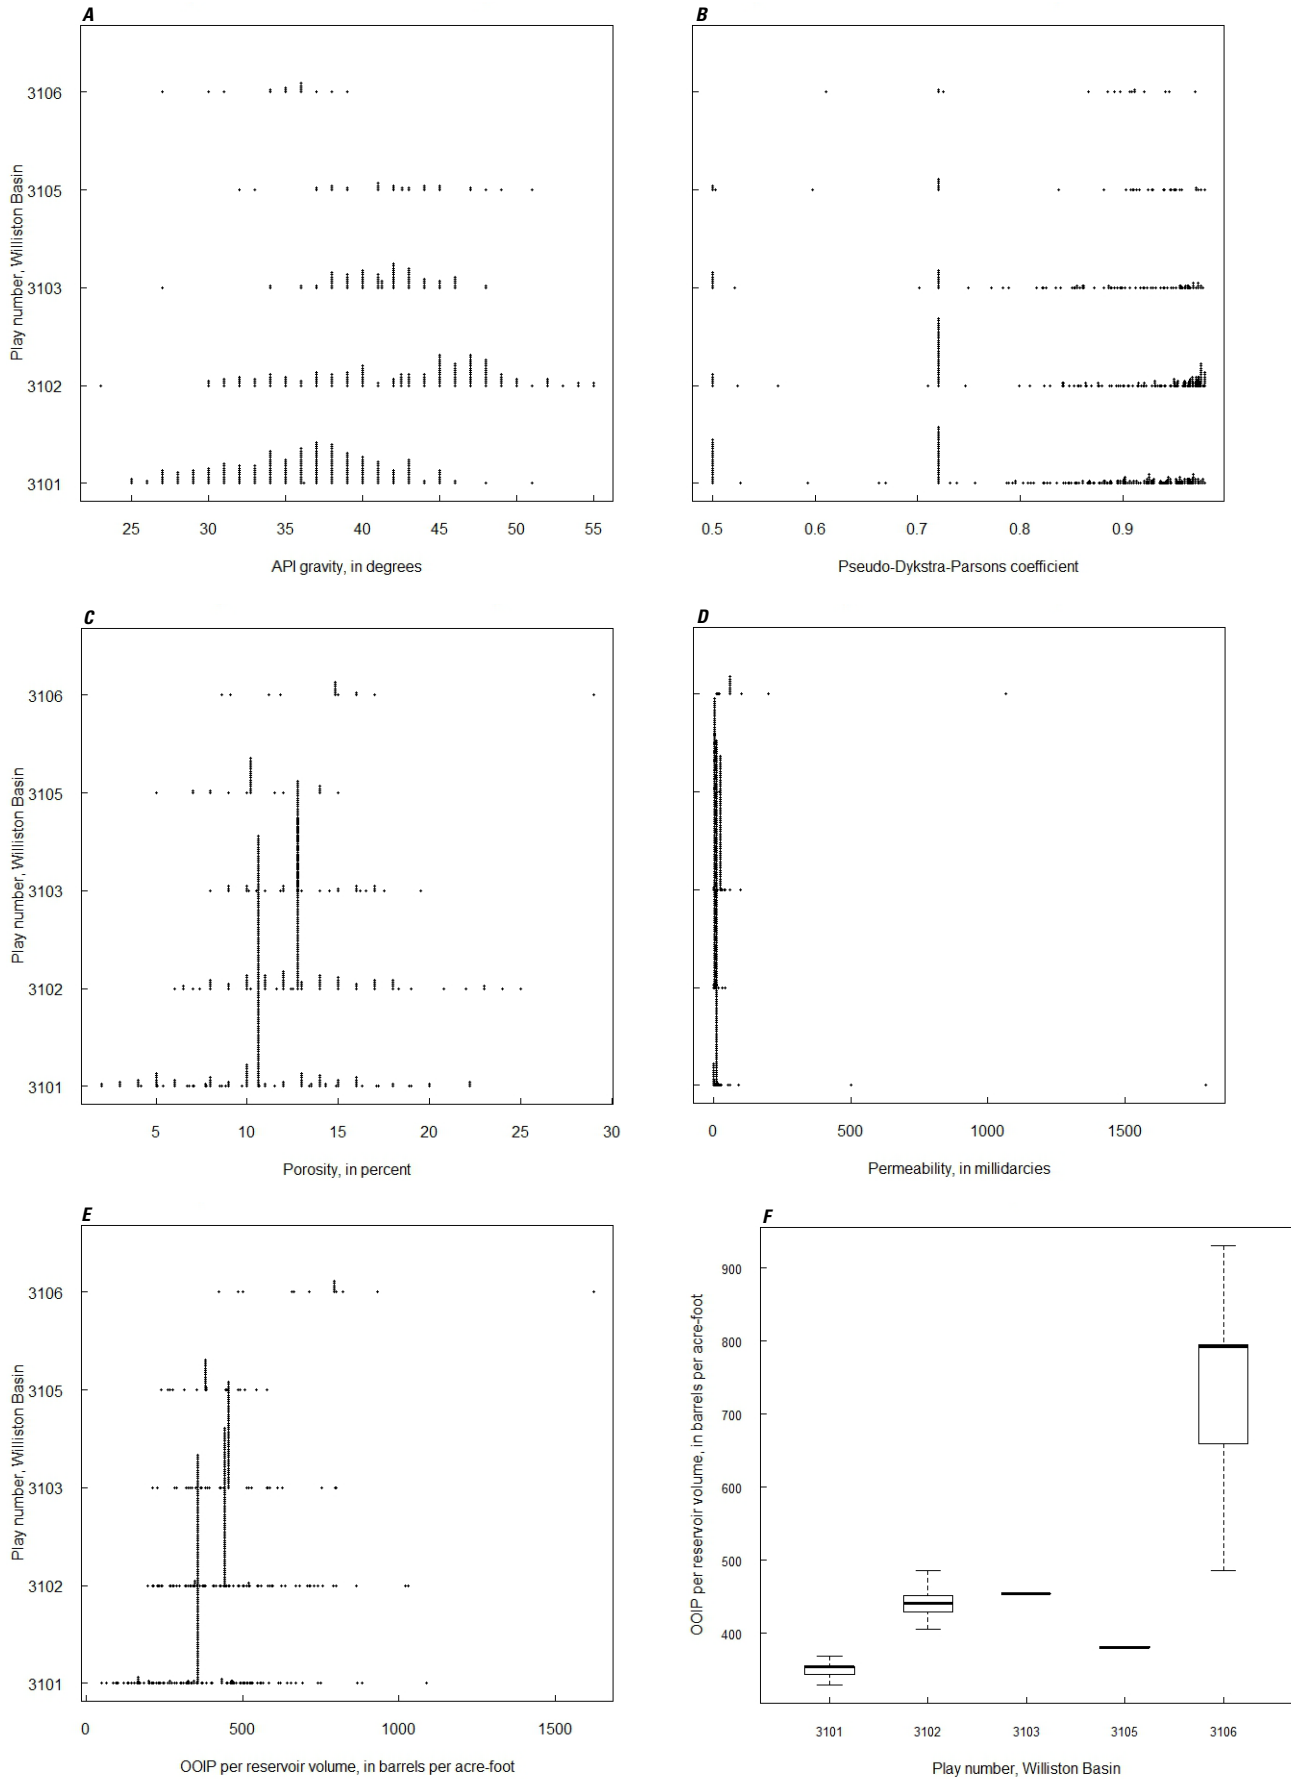 A
3106
3105
3103
3102
3101
Play number, Williston Basin
25 30 35 40 45 50 55
API gravity, in degrees
B
0.5 0.6 0.7 0.8 0.9
Pseudo-Dykstra-Parsons coefficient
C
3106
3105
3103
3102
3101
Play number, Williston Basin
5 10 15 20 25 30
Porosity, in percent
D
0 500 1000 1500
Permeability, in millidarcies
E
3106
3105
3103
3102
3101
Play number, Williston Basin
0 500 1000 1500
OOIP per reservoir volume, in barrels per acre-foot
F
900
800
700
600
500
400
OOIP per reservoir volume, in barrels per acre-foot
3101 3102 3103 3105 3106
Play number, Williston Basin